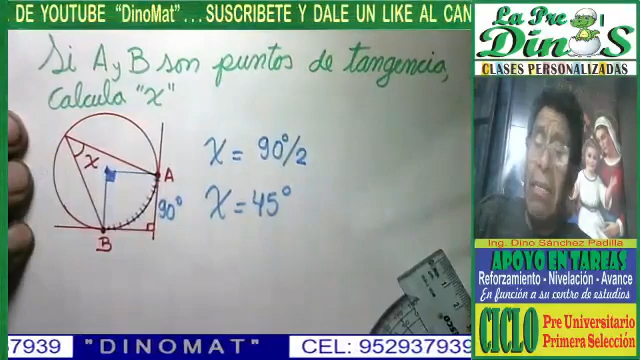 DE YOUTUBE "DinoMat"... SUSCRIBETE Y DALE UN LIKE AL CAN
La Pre
DinoS
CLASES PERSONALIZADAS
Si A y B son puntos de tangencia,
Calcula "x"
x
A
90°
B
x = 90°/2
x = 45°
Ing. Dino Sánchez Padilla
APOYO EN TAREAS
Reforzamiento - Nivelación - Avance
En función a su centro de estudios
CICLO Pre Universitario
Primera Selección
37939 "DINOMAT" CEL: 952937939